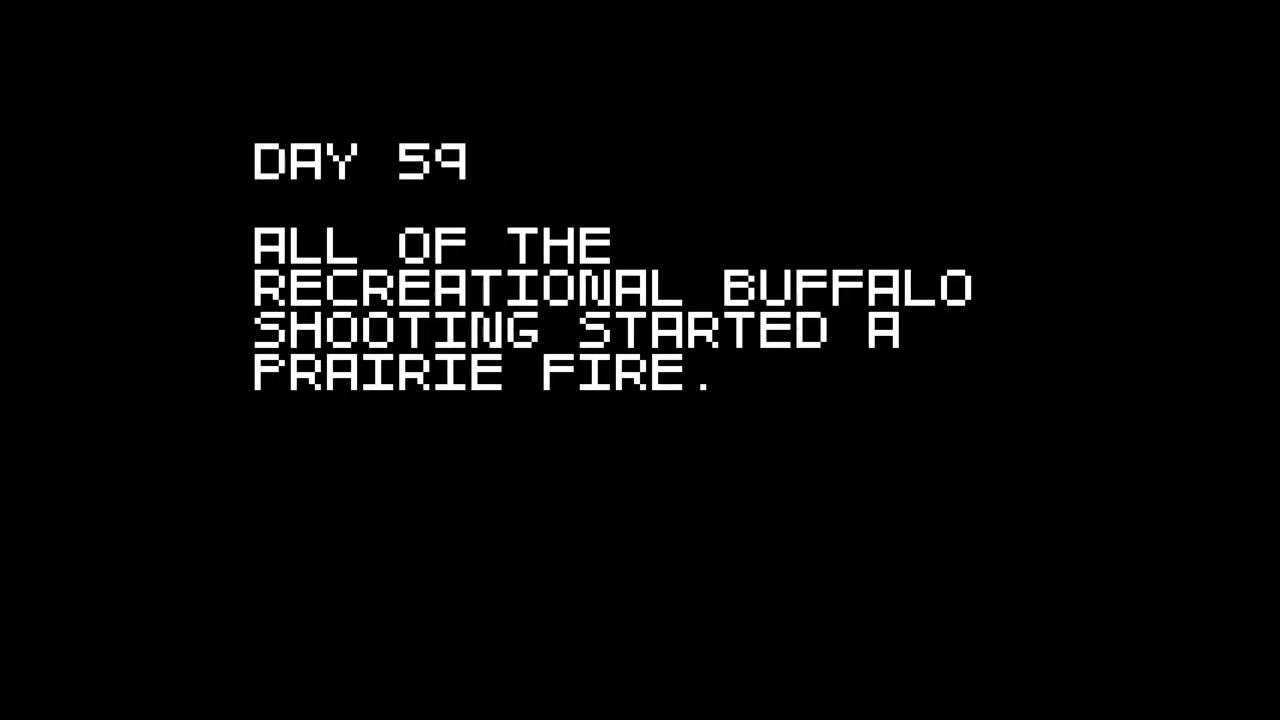 DAY 59
ALL OF THE
RECREATIONAL BUFFALO
SHOOTING STARTED A
PRAIRIE FIRE.